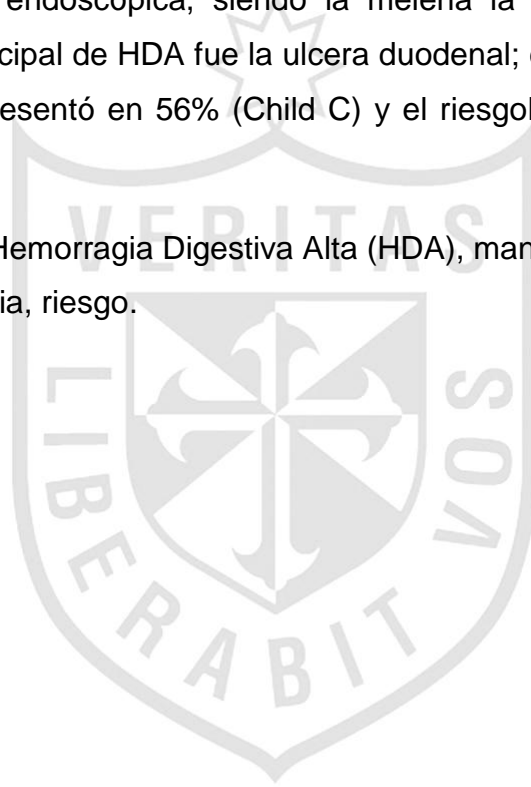 endoscópica, siendo la melena la
cipal de HDA fue la ulcera duodenal;
esentó en 56% (Child C) y el riesgo
Hemorragia Digestiva Alta (HDA), man
ia, riesgo.
VERITAS
LIBERABIT
VOS